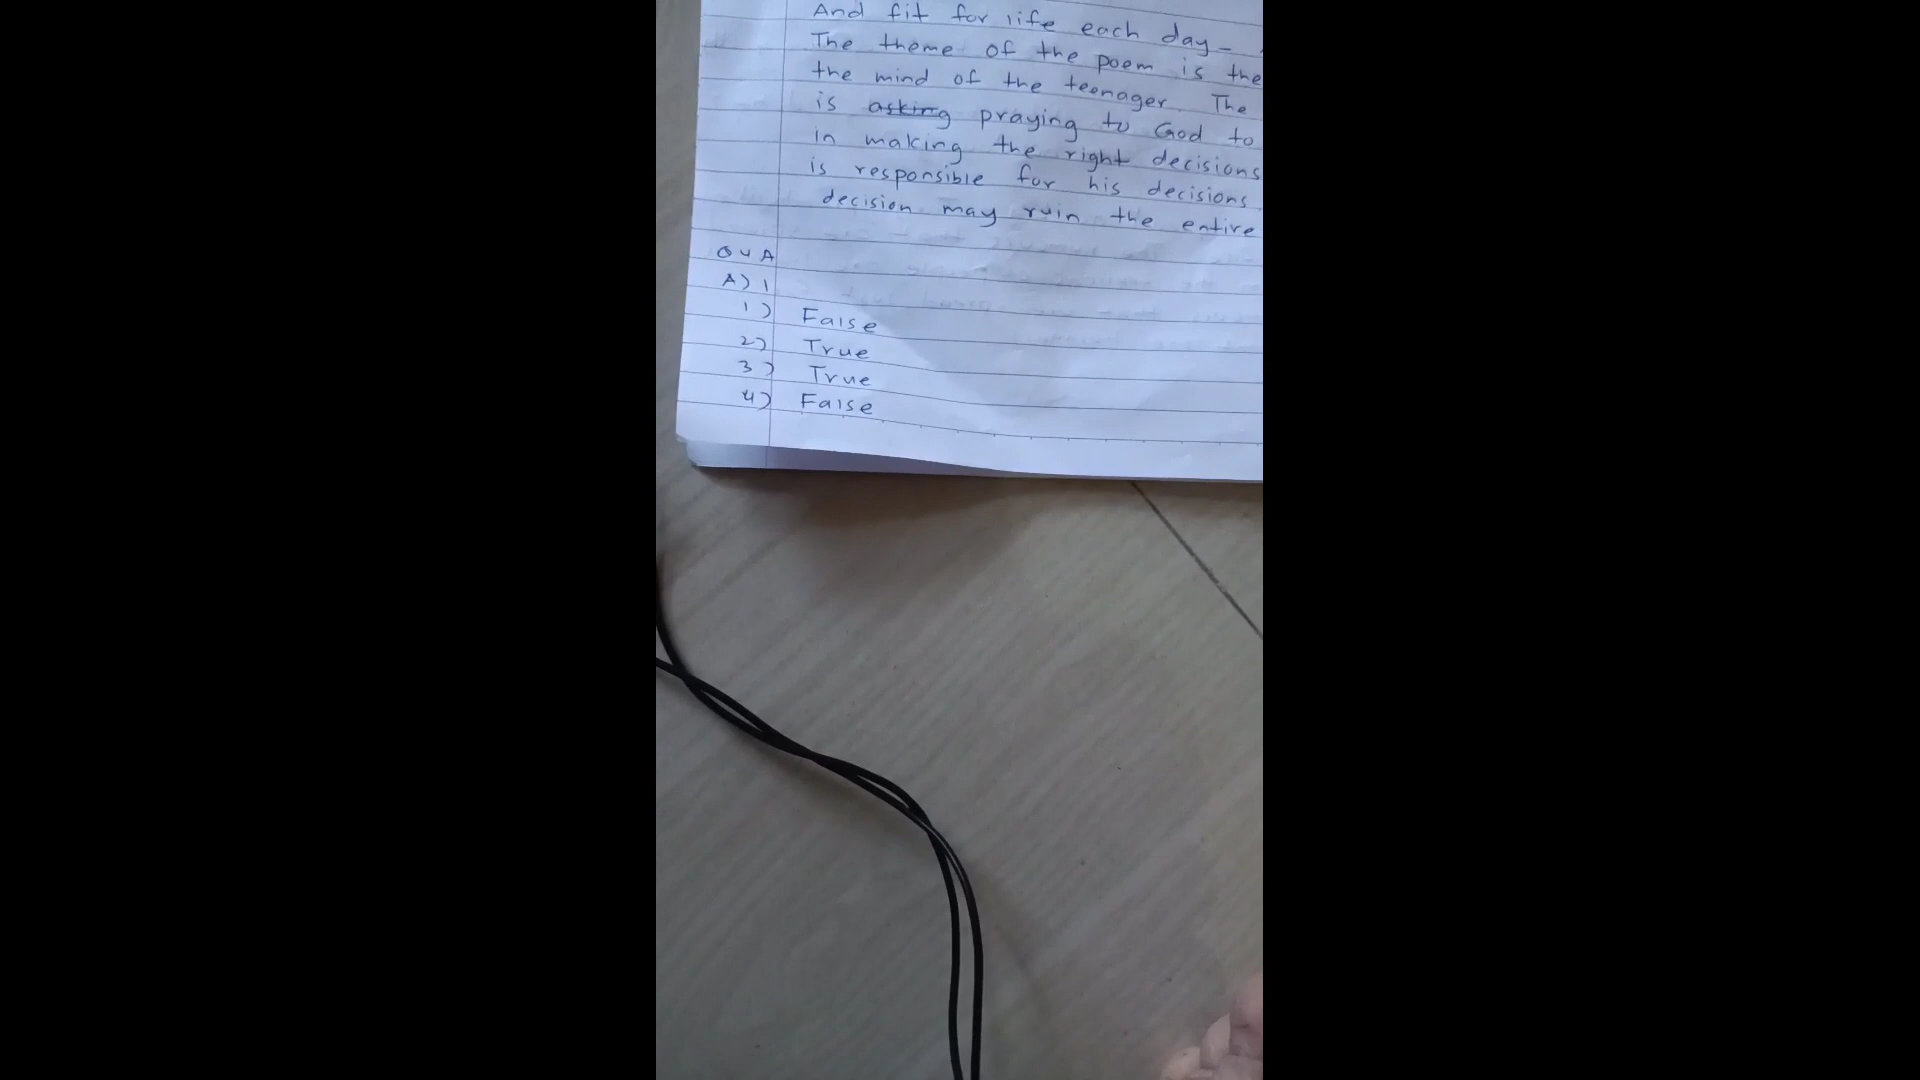 And fit for life each day-
The theme of the poem is the
the mind of the teenager. The
is asking praying to God to
in making the right decisions
is responsible for his decisions
decision may ruin the entire
Q 4 A
A) 1
1) False
2) True
3) True
4) False